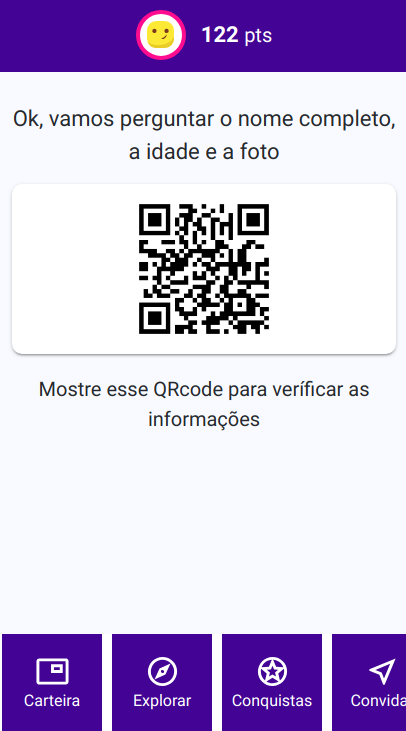 122 pts
Ok, vamos perguntar o nome completo,
a idade e a foto
Mostre esse QRcode para veríficar as
informações
Carteira
Explorar
Conquistas
Convida